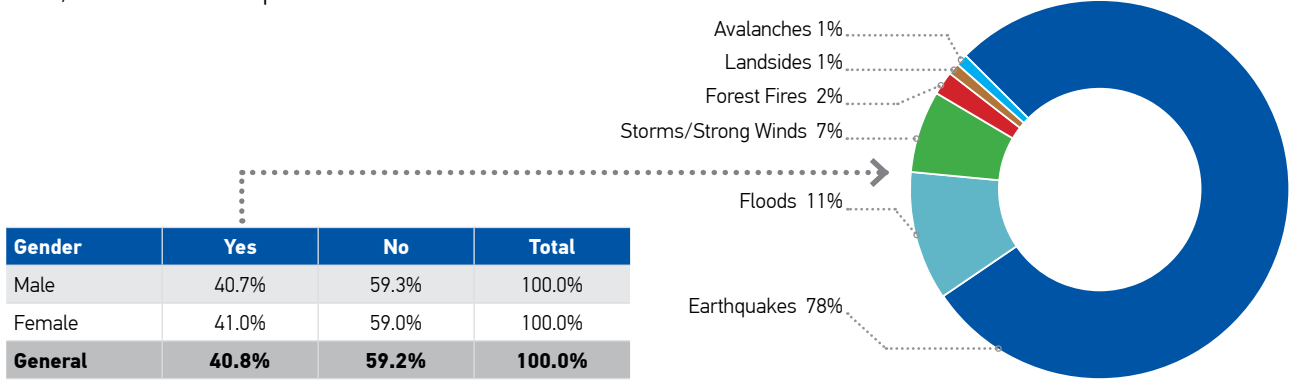 Avalanches 1%
Landsides 1%
Forest Fires 2%
Storms/Strong Winds 7%
Floods 11%
Earthquakes 78%
Gender Yes No Total
Male 40.7% 59.3% 100.0%
Female 41.0% 59.0% 100.0%
General 40.8% 59.2% 100.0%